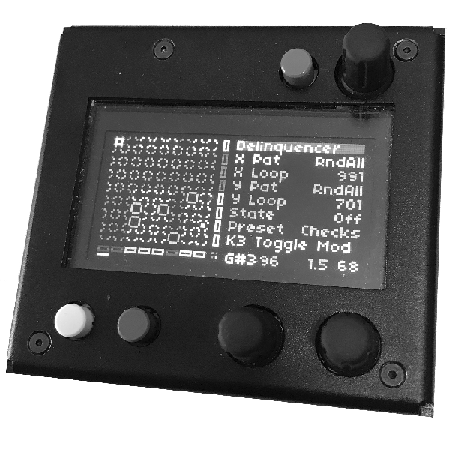 Delinquencer
X Pat RndAll
X Loop 991
Y Pat RndAll
Y Loop 701
State Off
Preset Checks
K3 Toggle Mod
G#3 96 1.5 68